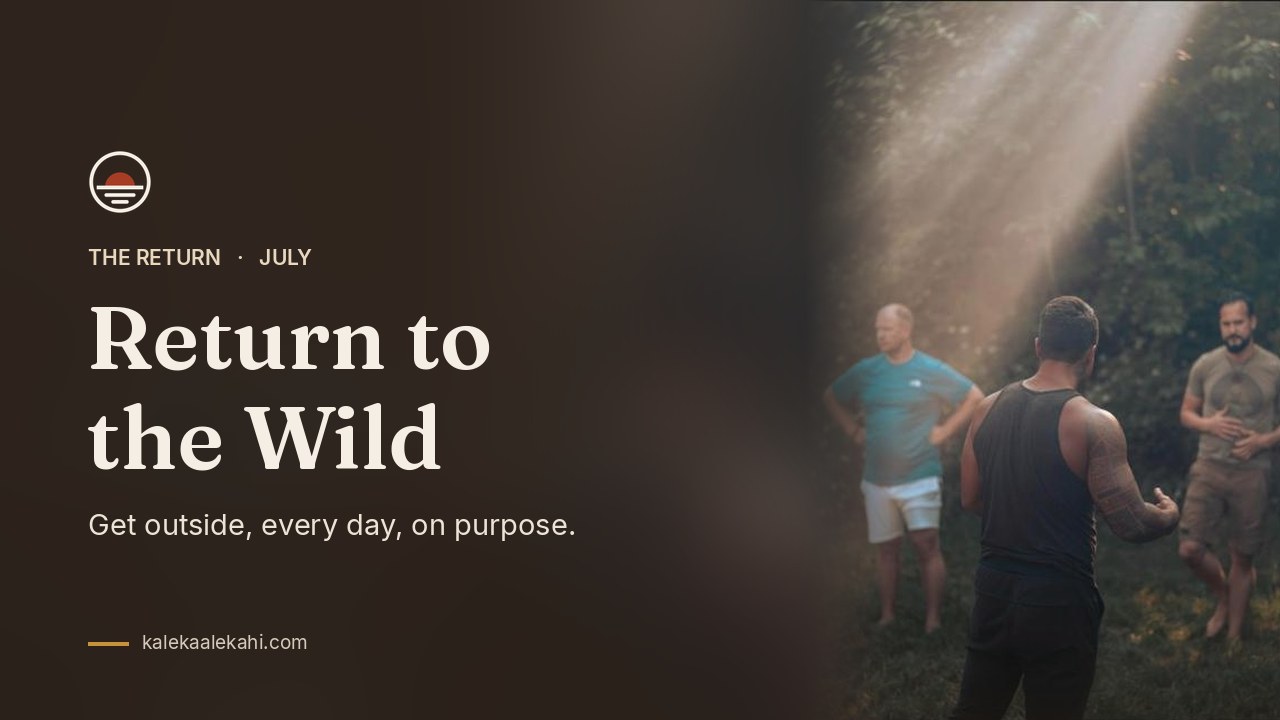 THE RETURN · JULY
Return to
the Wild
Get outside, every day, on purpose.
kalekaalekahi.com